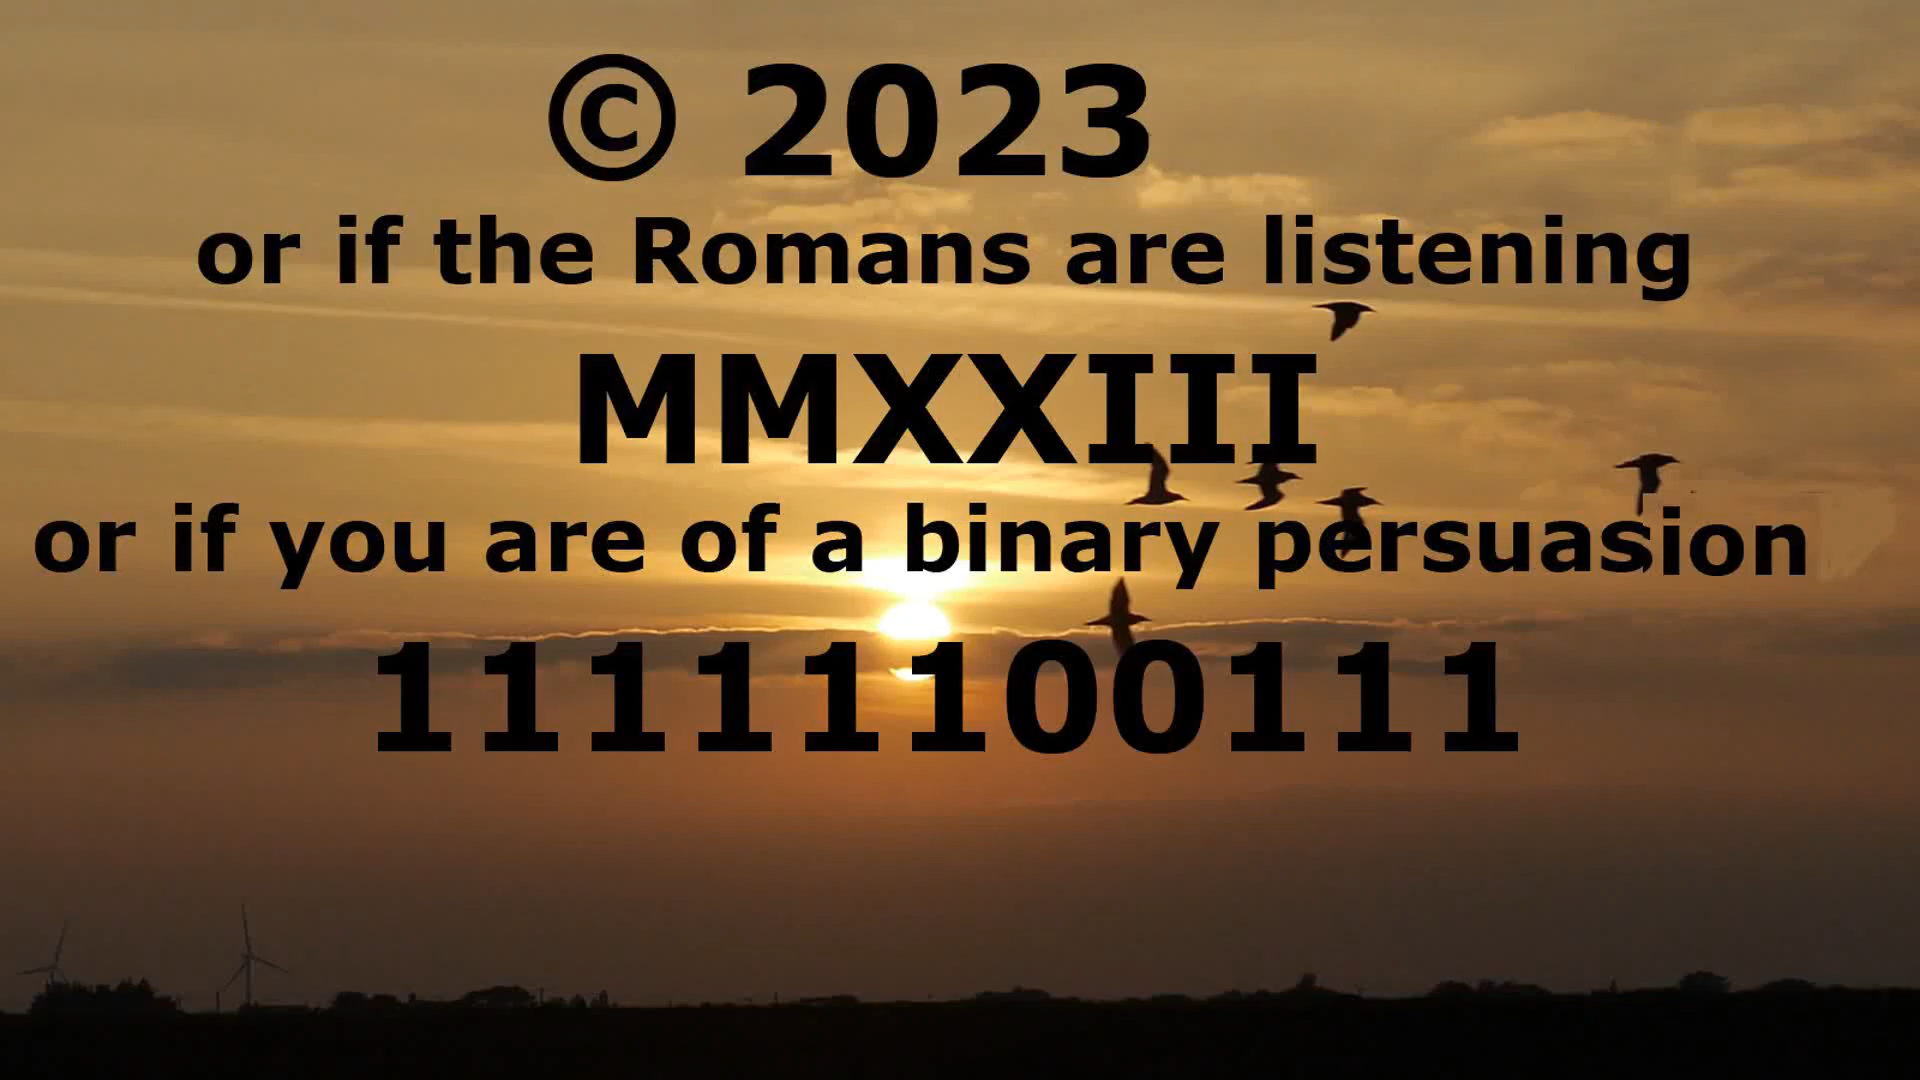 © 2023
or if the Romans are listening
MMXXIII
or if you are of a binary persuasion
11111100111